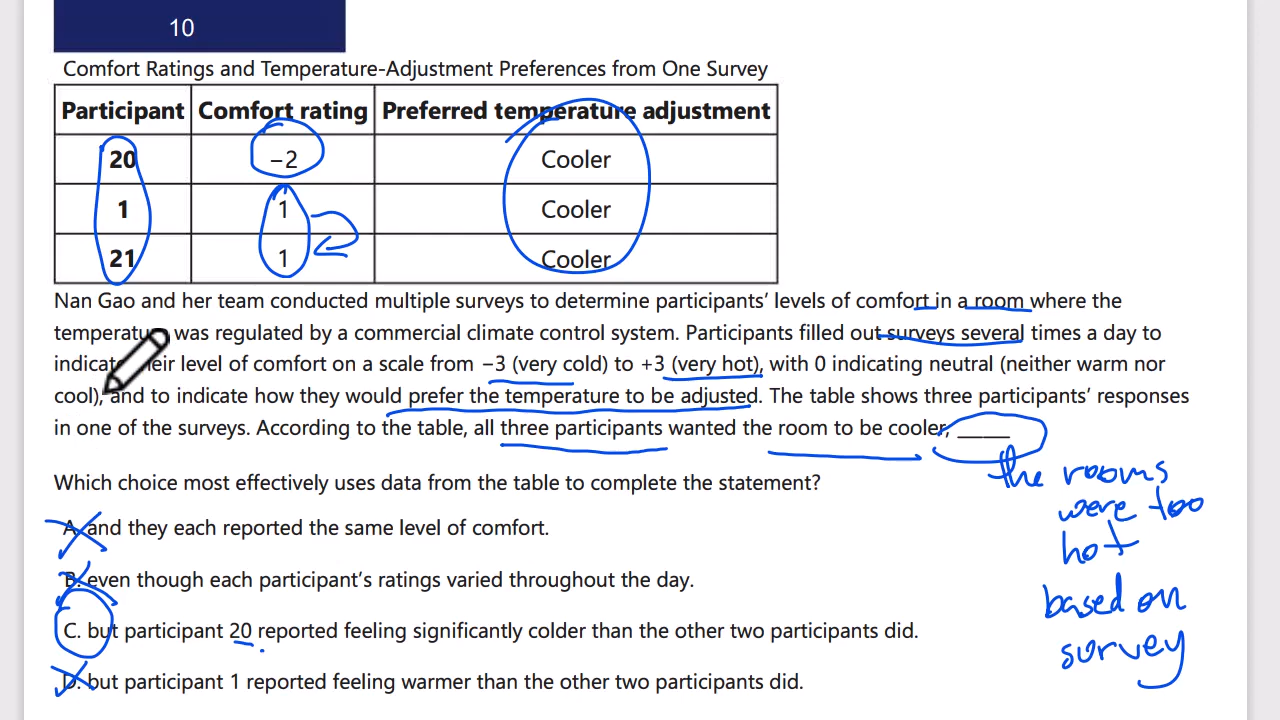 10
Comfort Ratings and Temperature-Adjustment Preferences from One Survey
Participant Comfort rating Preferred temperature adjustment
20 −2 Cooler
1 1 Cooler
21 1 Cooler
Nan Gao and her team conducted multiple surveys to determine participants' levels of comfort in a room where the
temperature was regulated by a commercial climate control system. Participants filled out surveys several times a day to
indicate their level of comfort on a scale from −3 (very cold) to +3 (very hot), with 0 indicating neutral (neither warm nor
cool), and to indicate how they would prefer the temperature to be adjusted. The table shows three participants' responses
in one of the surveys. According to the table, all three participants wanted the room to be cooler, _____
the rooms
were too
hot
based on
survey
Which choice most effectively uses data from the table to complete the statement?
A. and they each reported the same level of comfort.
B. even though each participant's ratings varied throughout the day.
C. but participant 20 reported feeling significantly colder than the other two participants did.
D. but participant 1 reported feeling warmer than the other two participants did.